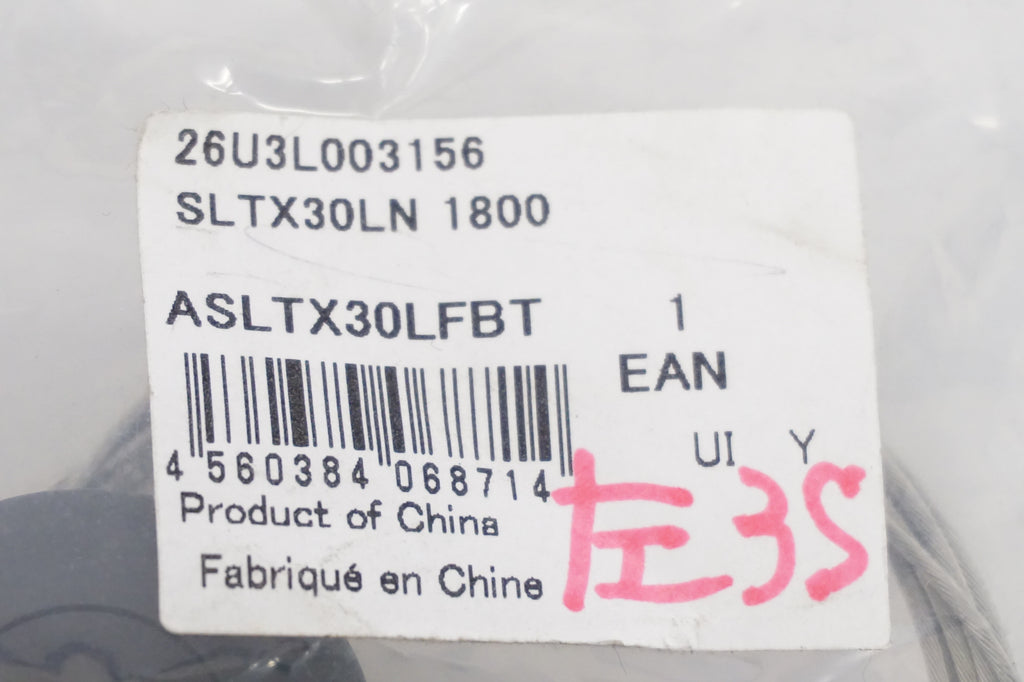 26U3L003156
SLTX30LN 1800
ASLTX30LFBT 1
EAN
UI Y
4 560384 068714
左3S
Product of China
Fabriqué en Chine